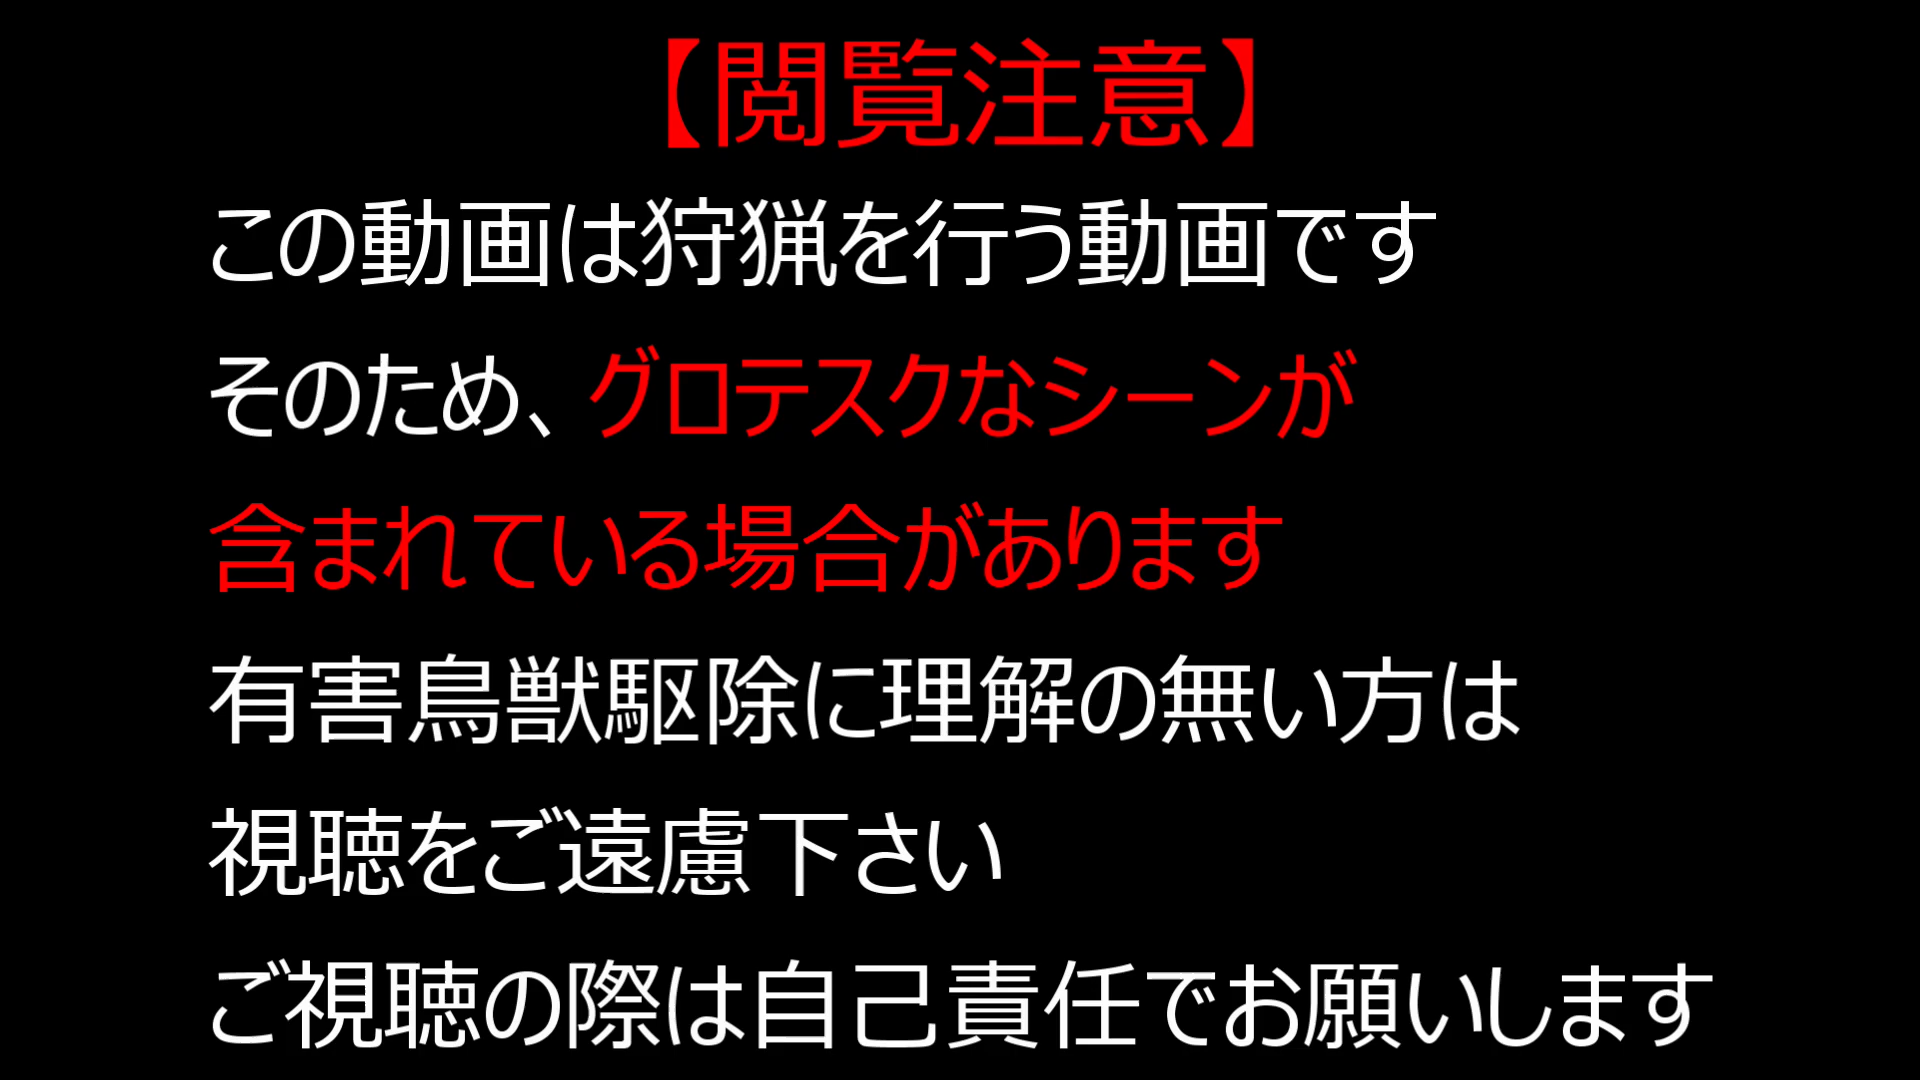 【閲覧注意】
この動画は狩猟を行う動画です
そのため、グロテスクなシーンが
含まれている場合があります
有害鳥獣駆除に理解の無い方は
視聴をご遠慮下さい
ご視聴の際は自己責任でお願いします